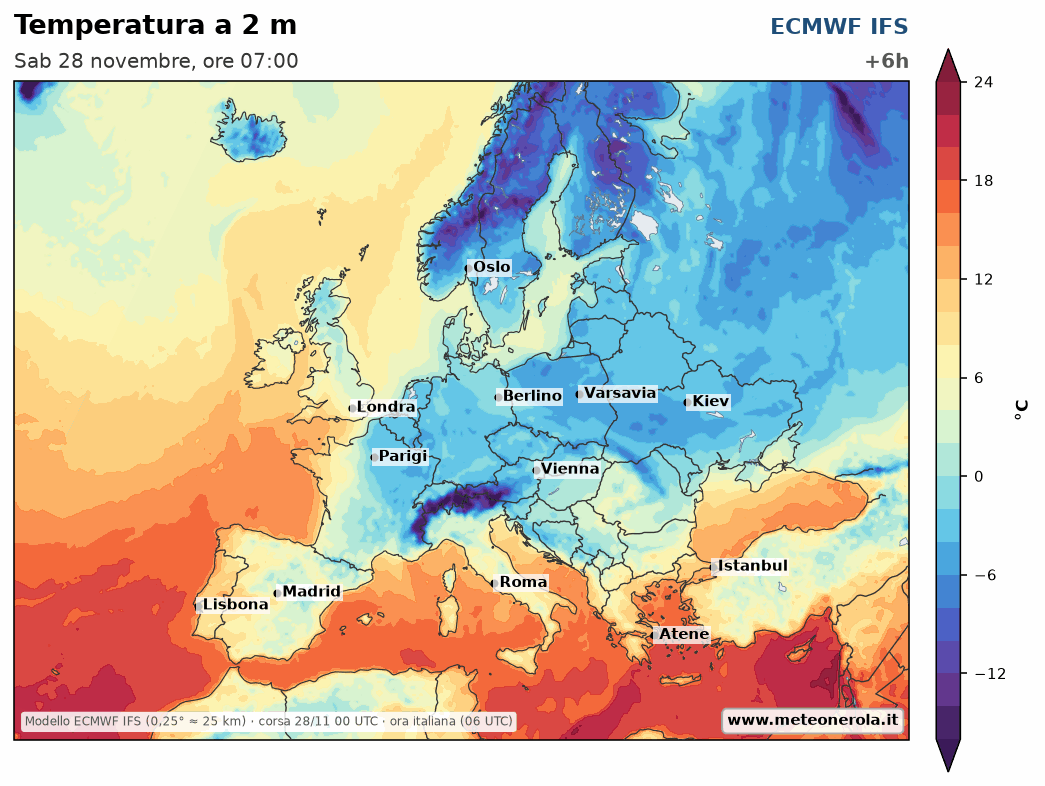 Temperatura a 2 m
ECMWF IFS
Sab 28 novembre, ore 07:00
+6h
24
18
12
6
0
−6
−12
°C
Oslo
Londra
Berlino
Varsavia
Kiev
Parigi
Vienna
Roma
Istanbul
Madrid
Lisbona
Atene
Modello ECMWF IFS (0,25° ≈ 25 km) · corsa 28/11 00 UTC · ora italiana (06 UTC)
www.meteonerola.it